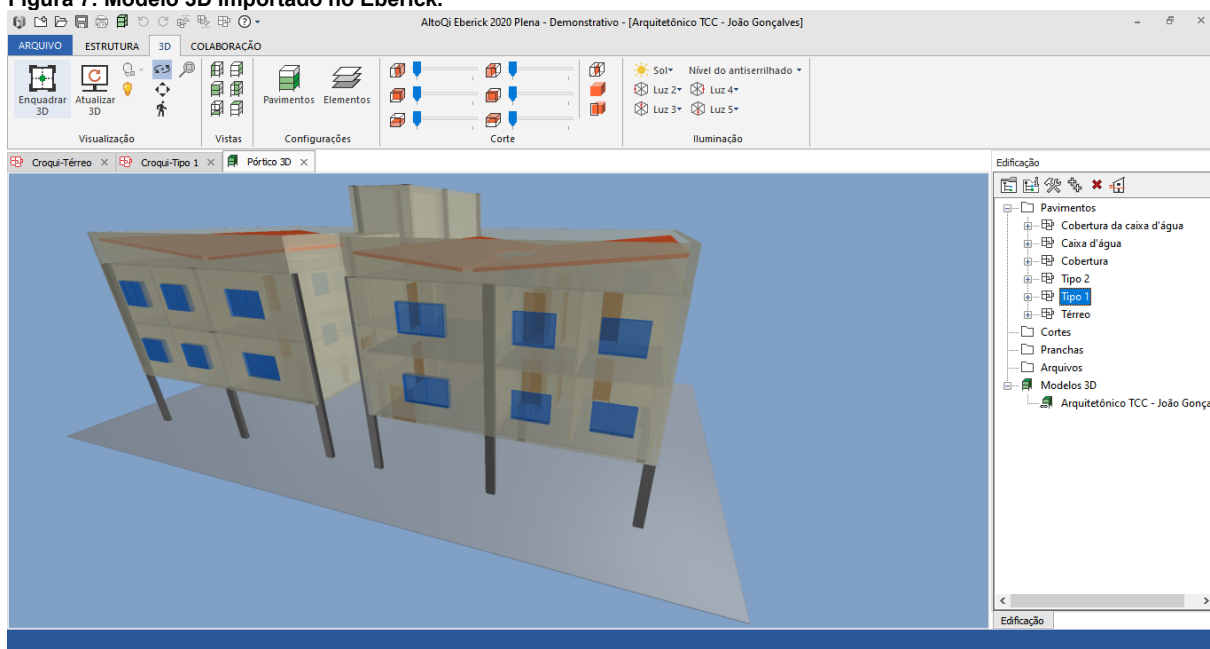 Figura 7: Modelo 3D importado no Eberick.
AltoQi Eberick 2020 Plena - Demonstrativo - [Arquitetônico TCC - João Gonçalves]
ARQUIVO ESTRUTURA 3D COLABORAÇÃO
Enquadrar 3D
Atualizar 3D
Pavimentos Elementos
Sol Nível do antiserrilhado
Luz 2 Luz 4
Luz 3 Luz 5
Visualização Vistas Configurações Corte Iluminação
Croqui-Térreo Croqui-Tipo 1 Pórtico 3D
Edificação
Pavimentos
Cobertura da caixa d'água
Caixa d'água
Cobertura
Tipo 2
Tipo 1
Térreo
Cortes
Pranchas
Arquivos
Modelos 3D
Arquitetônico TCC - João Gonça
Edificação